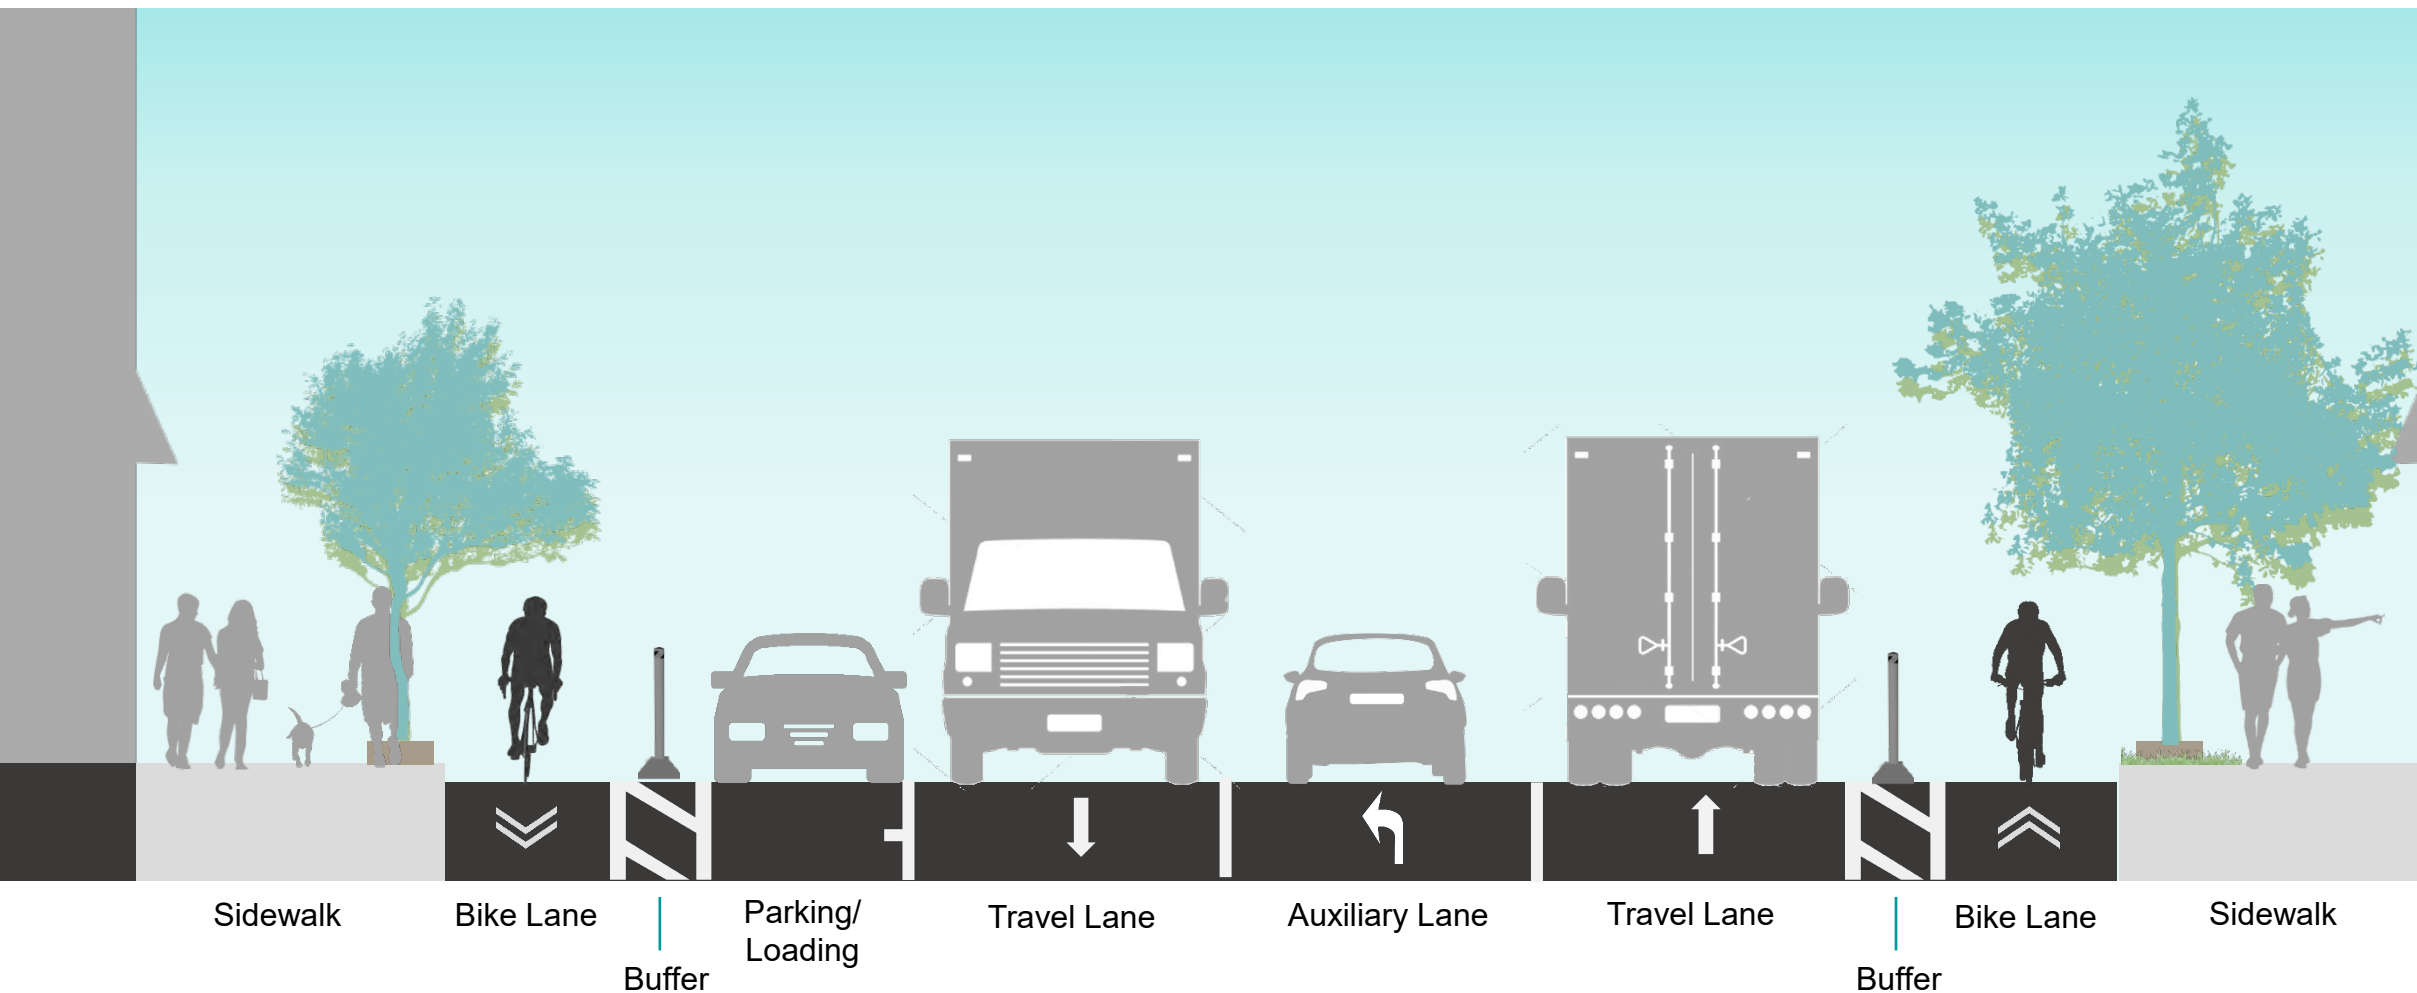 Sidewalk
Bike Lane
Buffer
Parking/
Loading
Travel Lane
Auxiliary Lane
Travel Lane
Buffer
Bike Lane
Sidewalk